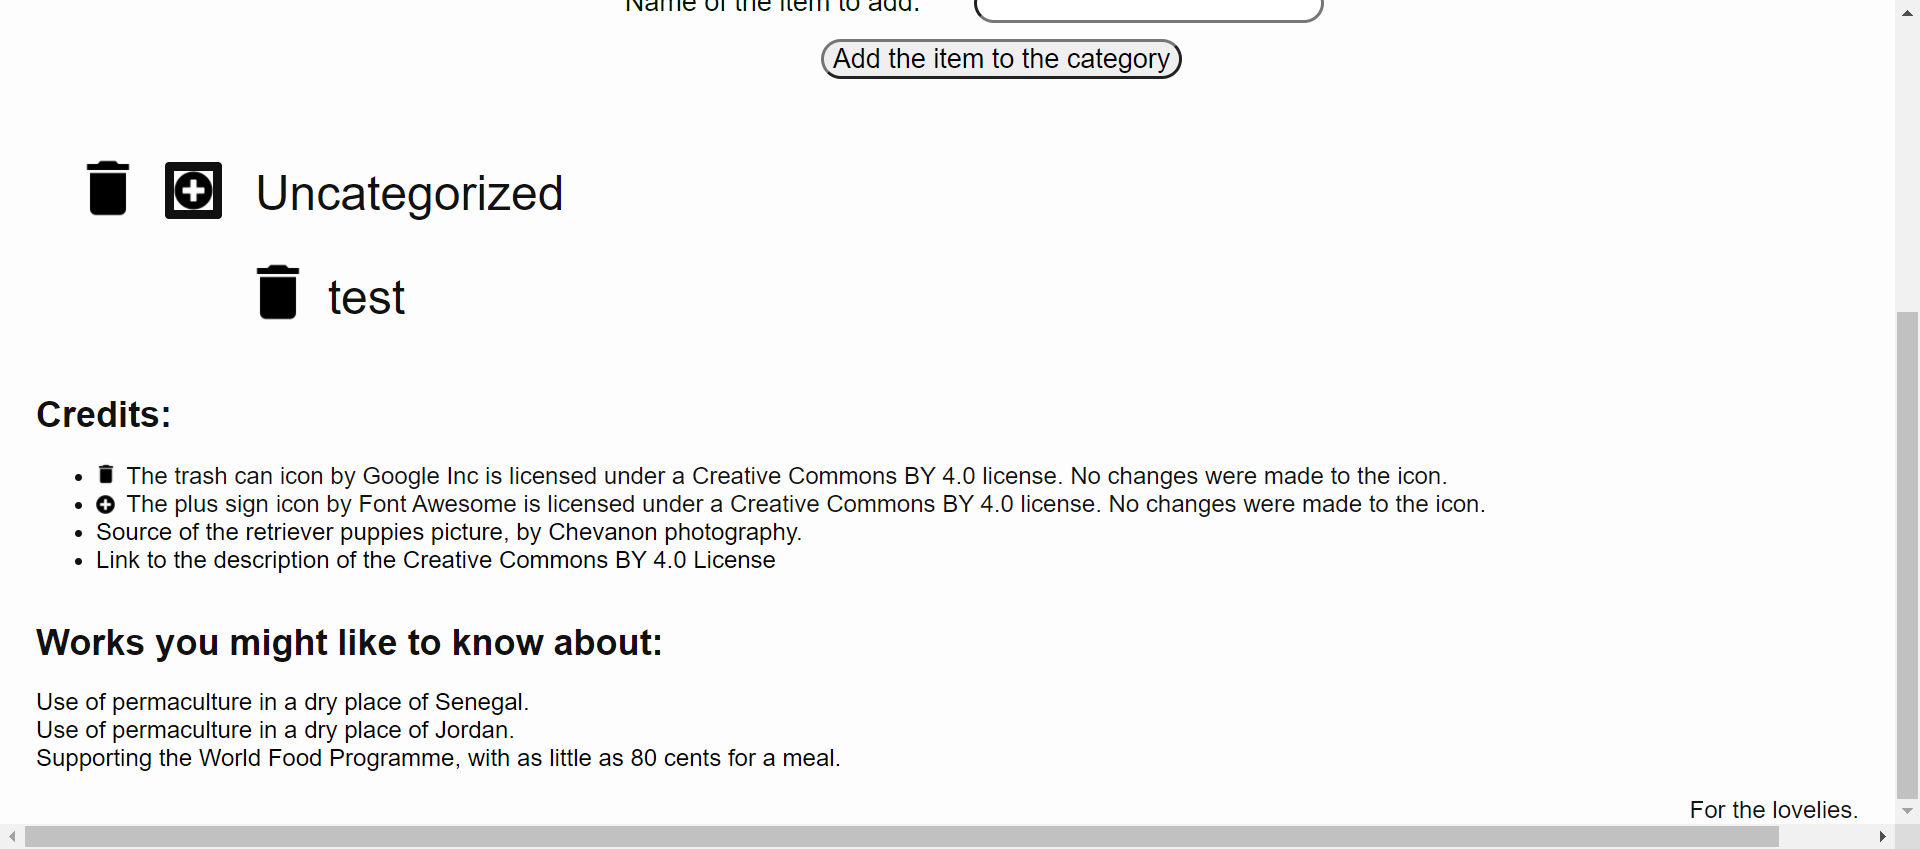 Name of the item to add:
Add the item to the category
Uncategorized
test
Credits:
The trash can icon by Google Inc is licensed under a Creative Commons BY 4.0 license. No changes were made to the icon.
The plus sign icon by Font Awesome is licensed under a Creative Commons BY 4.0 license. No changes were made to the icon.
Source of the retriever puppies picture, by Chevanon photography.
Link to the description of the Creative Commons BY 4.0 License
Works you might like to know about:
Use of permaculture in a dry place of Senegal.
Use of permaculture in a dry place of Jordan.
Supporting the World Food Programme, with as little as 80 cents for a meal.
For the lovelies.